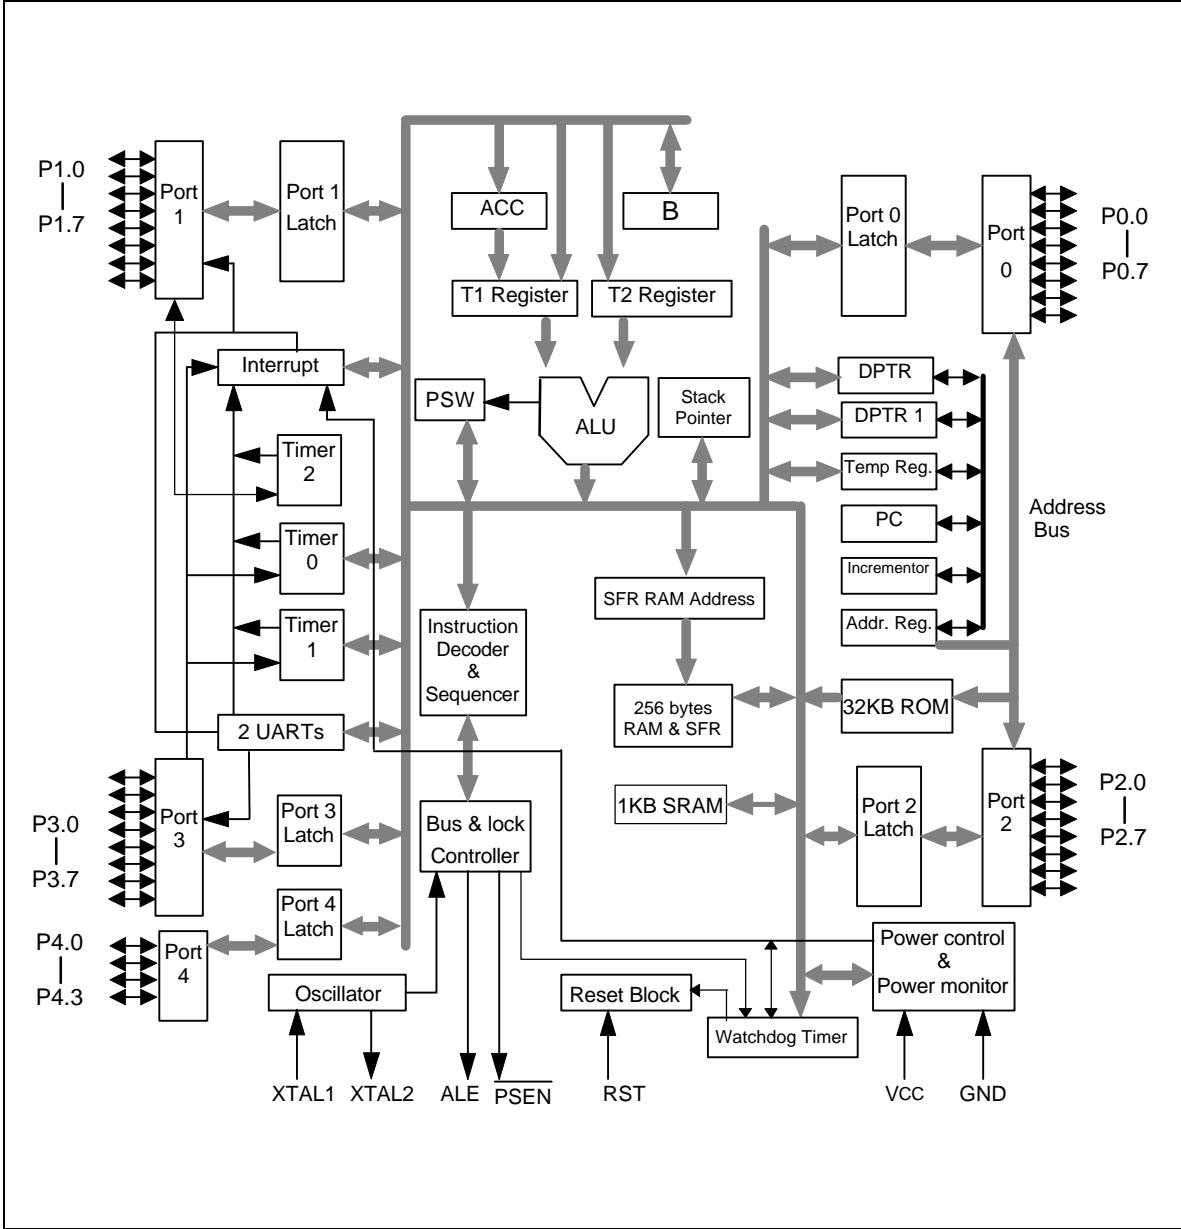 P1.0
P1.7
Port
1
Port 1
Latch
ACC
B
T1 Register
T2 Register
Port 0
Latch
Port
0
P0.0
P0.7
Interrupt
PSW
ALU
Stack
Pointer
DPTR
DPTR 1
Temp Reg.
PC
Incrementor
Addr. Reg.
Address
Bus
Timer
2
Timer
0
Timer
1
2 UARTs
Instruction
Decoder
&
Sequencer
SFR RAM Address
256 bytes
RAM & SFR
32KB ROM
1KB SRAM
Port
3
P3.0
P3.7
Port 3
Latch
Bus & lock
Controller
Port 2
Latch
Port
2
P2.0
P2.7
Port 4
Latch
Port
4
P4.0
P4.3
Oscillator
Reset Block
Watchdog Timer
Power control
&
Power monitor
XTAL1
XTAL2
ALE
PSEN
RST
VCC
GND